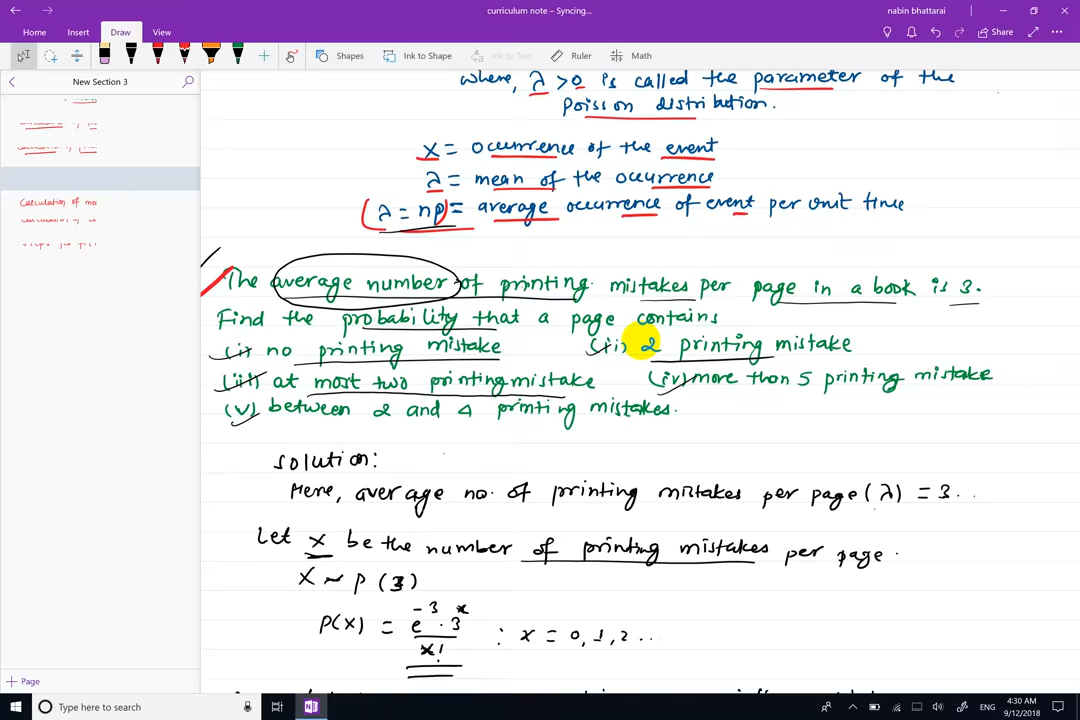 curriculum note - Syncing...
nabin bhattarai
Home Insert Draw View
Share
Shapes
Ink to Shape
Ink to Text
Ruler
Math
New Section 3
where, λ >0 is called the parameter of the
Poisson distribution.
x = occurrence of the event
λ = mean of the occurrence
(λ = np) = average occurrence of event per unit time
Calculation of
The average number of printing mistakes per page in a book is 3.
Find the probability that a page contains
(i) no printing mistake (ii) 2 printing mistake
(iii) at most two printing mistake (iv) more than 5 printing mistake
(v) between 2 and 4 printing mistakes.
solution:
Here, average no. of printing mistakes per page (λ) = 3..
Let x be the number of printing mistakes per page.
X ~ P (3)
P(X) = e^-3 . 3^x / x! : x = 0, 1, 2 ...
Page
Type here to search
ENG
4:30 AM
9/12/2018